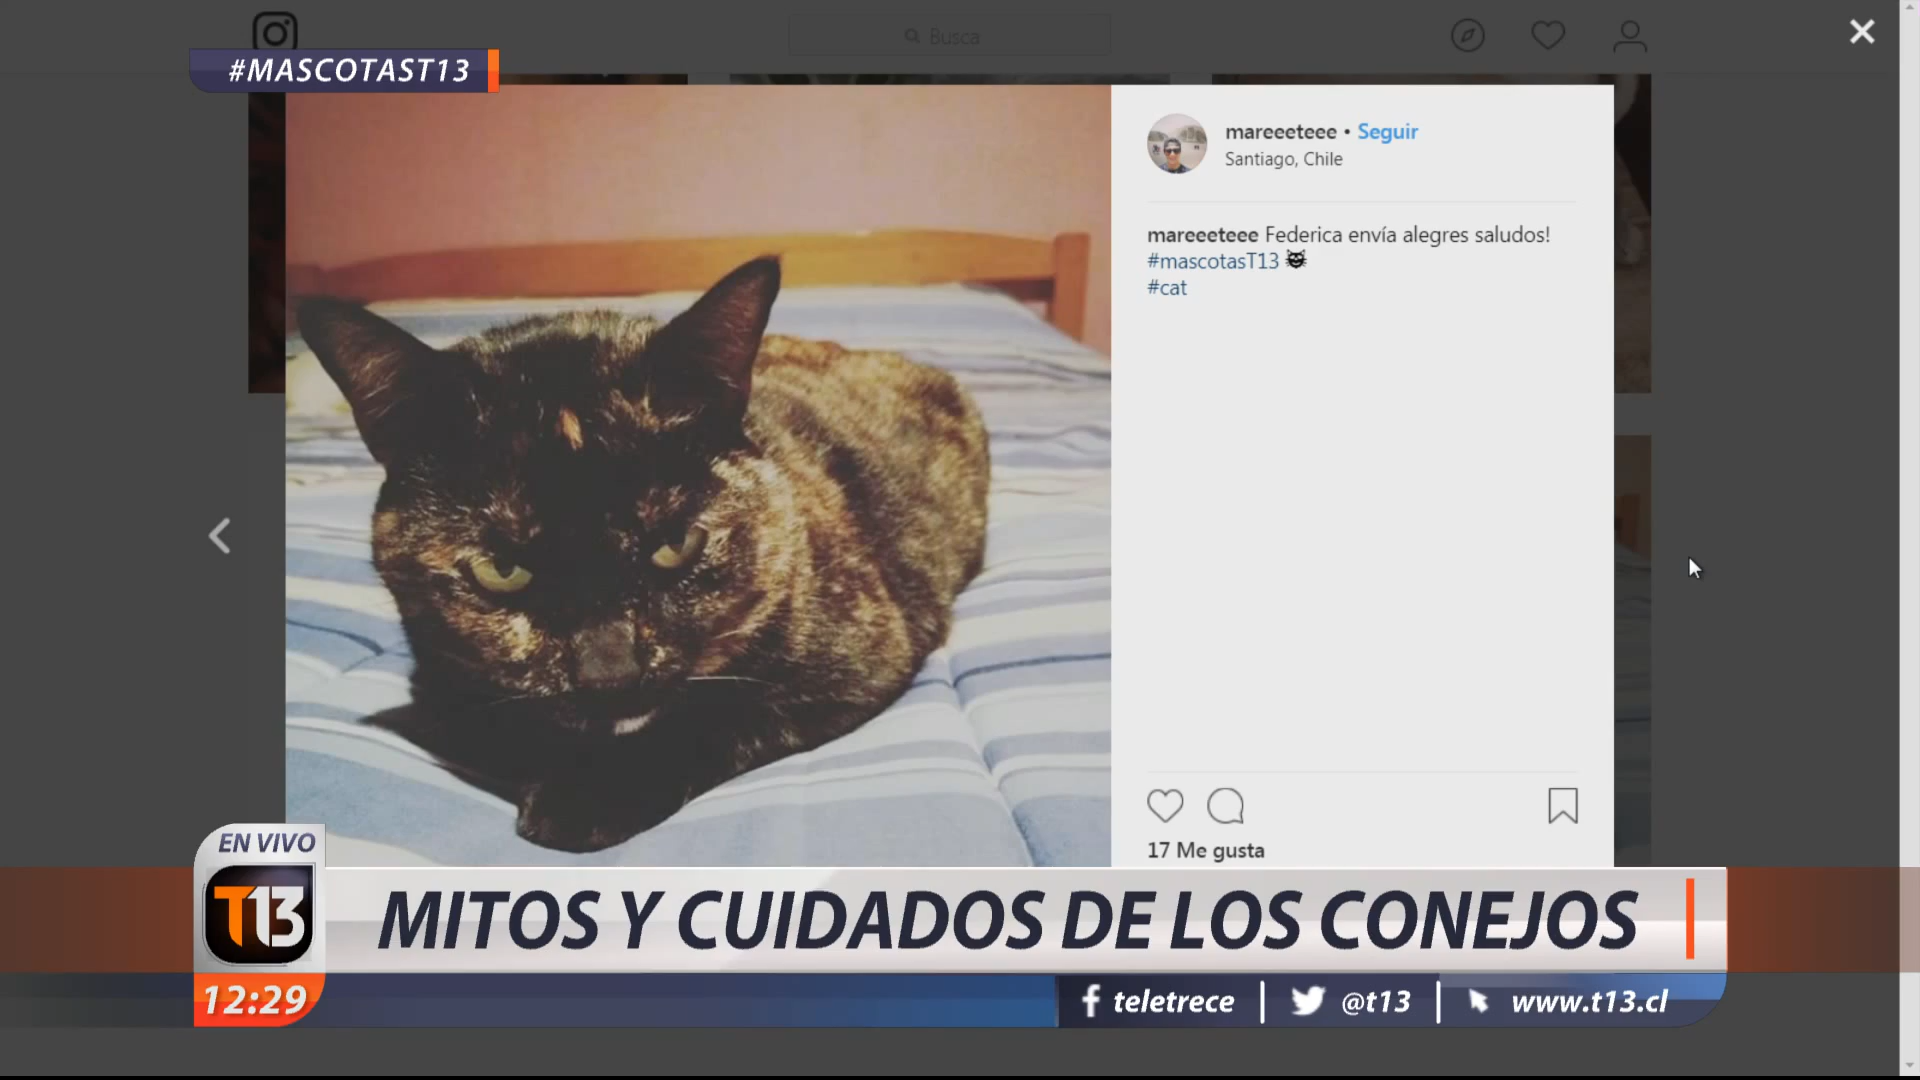 Busca
#MASCOTAST13
mareeeteee • Seguir
Santiago, Chile
mareeeteee Federica envía alegres saludos!
#mascotasT13
#cat
17 Me gusta
EN VIVO
T13
MITOS Y CUIDADOS DE LOS CONEJOS
12:29
teletrece
@t13
www.t13.cl